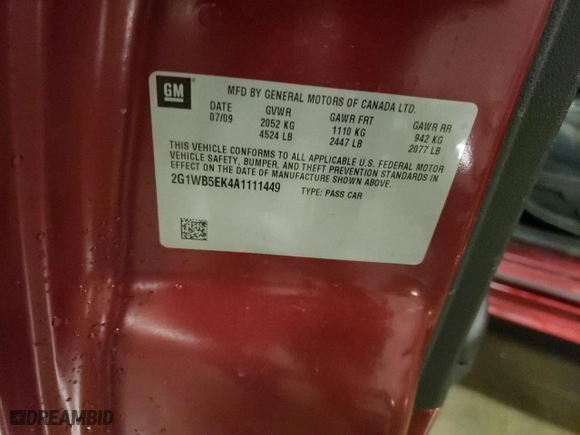 GM
MFD BY GENERAL MOTORS OF CANADA LTD.
DATE GVWR GAWR FRT GAWR RR
07/09 2052 KG 1110 KG 942 KG
4524 LB 2447 LB 2077 LB
THIS VEHICLE CONFORMS TO ALL APPLICABLE U.S. FEDERAL MOTOR
VEHICLE SAFETY, BUMPER, AND THEFT PREVENTION STANDARDS IN
EFFECT ON THE DATE OF MANUFACTURE SHOWN ABOVE.
2G1WB5EK4A1111449 TYPE: PASS CAR
DREAMBID